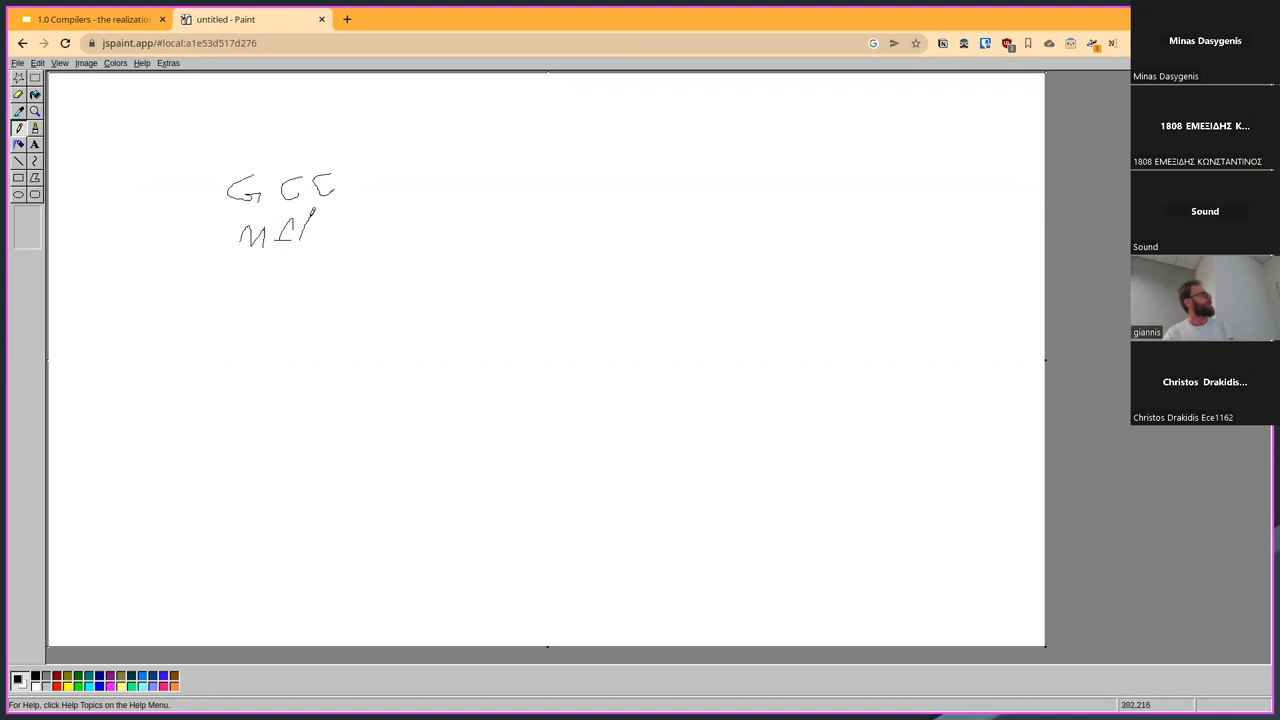 1.0 Compilers - the realization
untitled - Paint
jspaint.app/#local:a1e53d517d276
File Edit View Image Colors Help Extras
GCC
Minas Dasygenis
Minas Dasygenis
1808 ΕΜΕΞΙΔΗΣ Κ...
1808 ΕΜΕΞΙΔΗΣ ΚΩΝΣΤΑΝΤΙΝΟΣ
Sound
Sound
giannis
Christos Drakidis...
Christos Drakidis Ece1162
For Help, click Help Topics on the Help Menu.
392,216